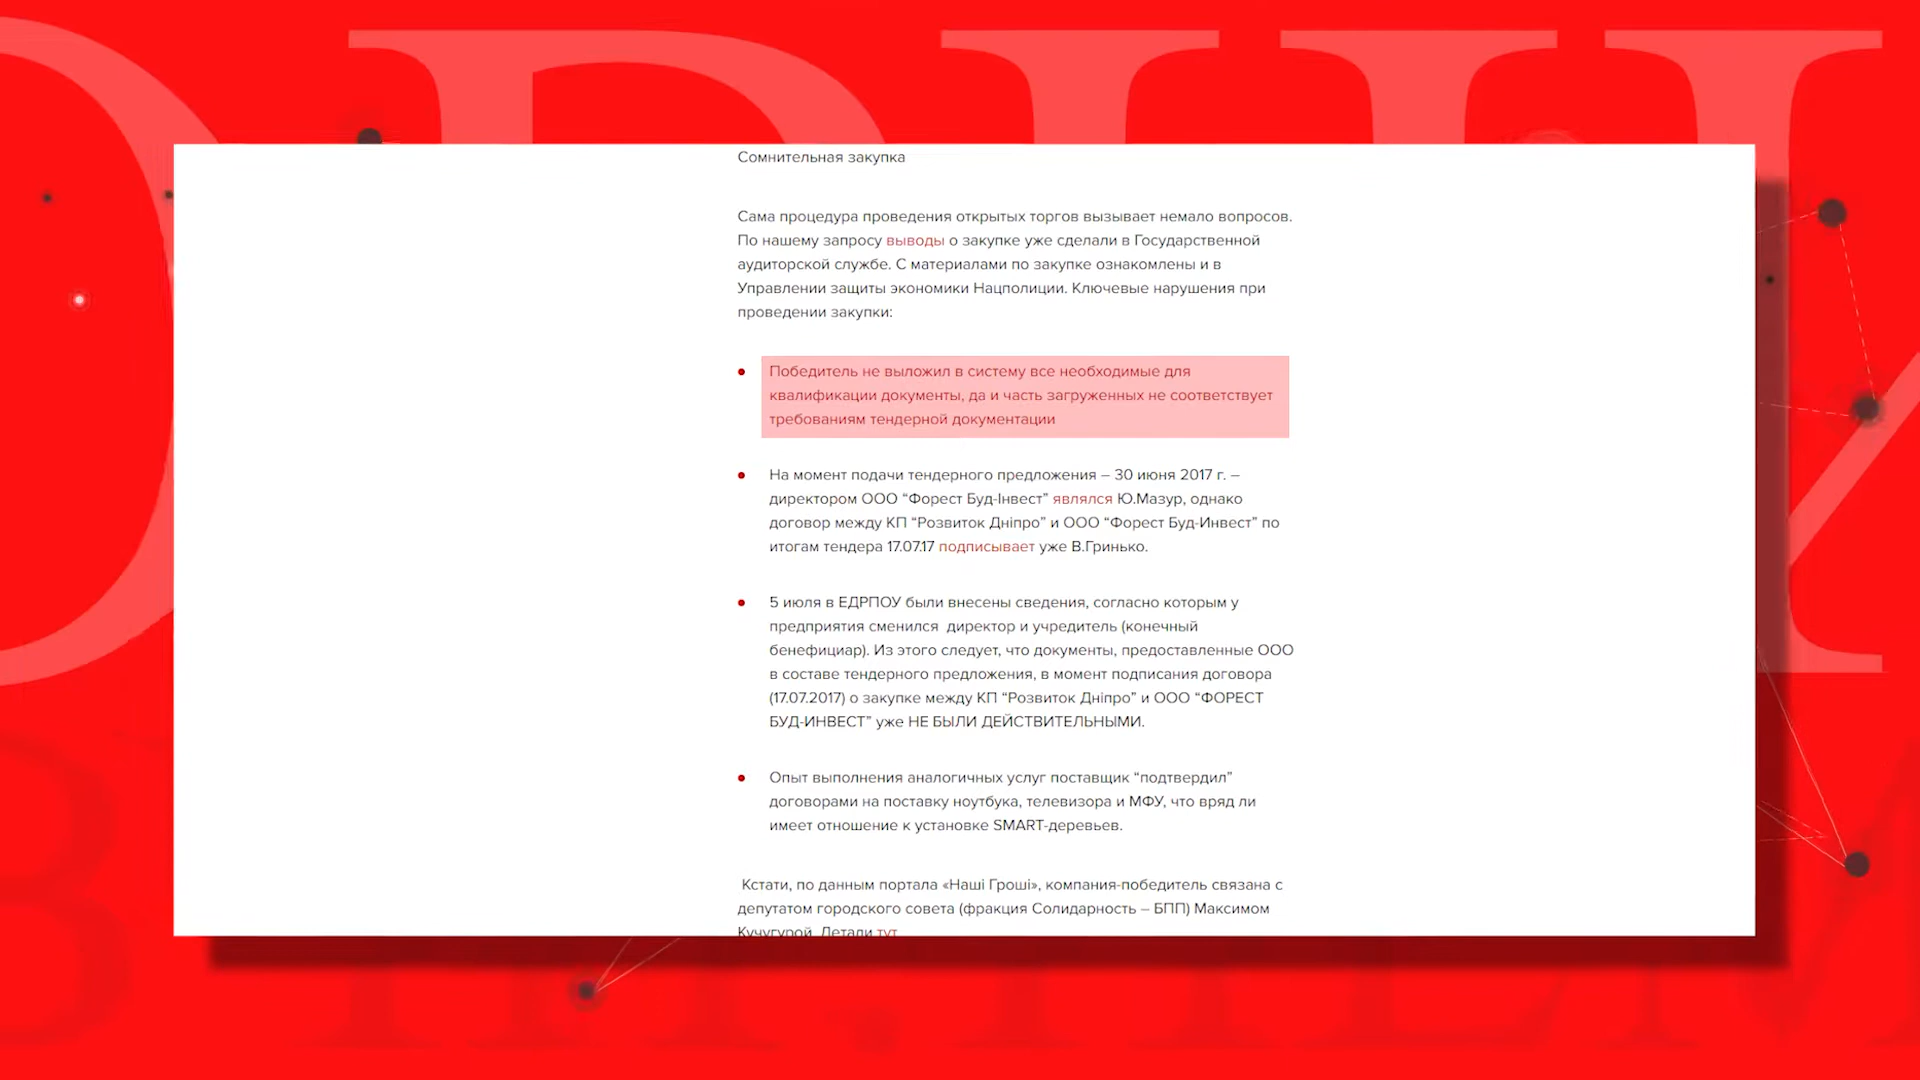 Сомнительная закупка
Сама процедура проведения открытых торгов вызывает немало вопросов.
По нашему запросу выводы о закупке уже сделали в Государственной
аудиторской службе. С материалами по закупке ознакомлены и в
Управлении защиты экономики Нацполиции. Ключевые нарушения при
проведении закупки:
Победитель не выложил в систему все необходимые для
квалификации документы, да и часть загруженных не соответствует
требованиям тендерной документации
На момент подачи тендерного предложения – 30 июня 2017 г. –
директором ООО “Форест Буд-Інвест” являлся Ю.Мазур, однако
договор между КП “Розвиток Дніпро” и ООО “Форест Буд-Инвест” по
итогам тендера 17.07.17 подписывает уже В.Гринько.
5 июля в ЕДРПОУ были внесены сведения, согласно которым у
предприятия сменился директор и учредитель (конечный
бенефициар). Из этого следует, что документы, предоставленные ООО
в составе тендерного предложения, в момент подписания договора
(17.07.2017) о закупке между КП “Розвиток Дніпро” и ООО “ФОРЕСТ
БУД-ИНВЕСТ” уже НЕ БЫЛИ ДЕЙСТВИТЕЛЬНЫМИ.
Опыт выполнения аналогичных услуг поставщик “подтвердил”
договорами на поставку ноутбука, телевизора и МФУ, что вряд ли
имеет отношение к установке SMART-деревьев.
Кстати, по данным портала «Наші Гроші», компания-победитель связана с
депутатом городского совета (фракция Солидарность – БПП) Максимом
Кучугурой. Детали тут